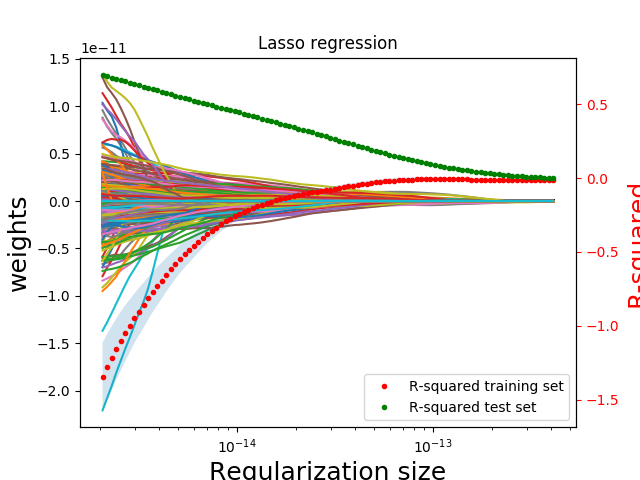 Lasso regression
1e−11
1.5
1.0
0.5
0.0
−0.5
−1.0
−1.5
−2.0
weights
0.5
0.0
−0.5
−1.0
−1.5
R-squared
R-squared training set
R-squared test set
10⁻¹⁴
10⁻¹³
Regularization size